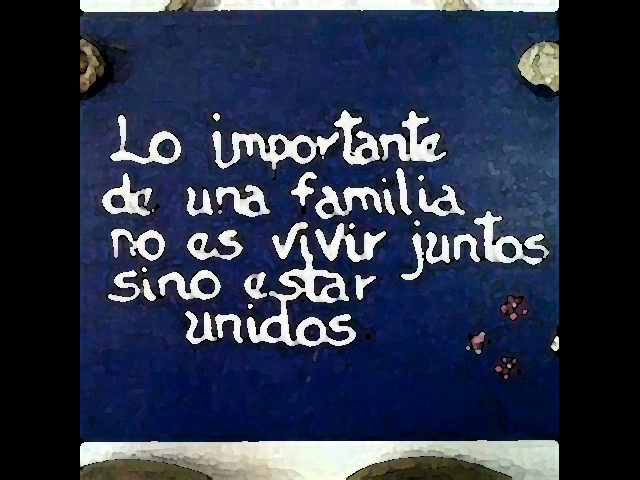 Lo importante
de una familia
no es vivir juntos
sino estar
unidos